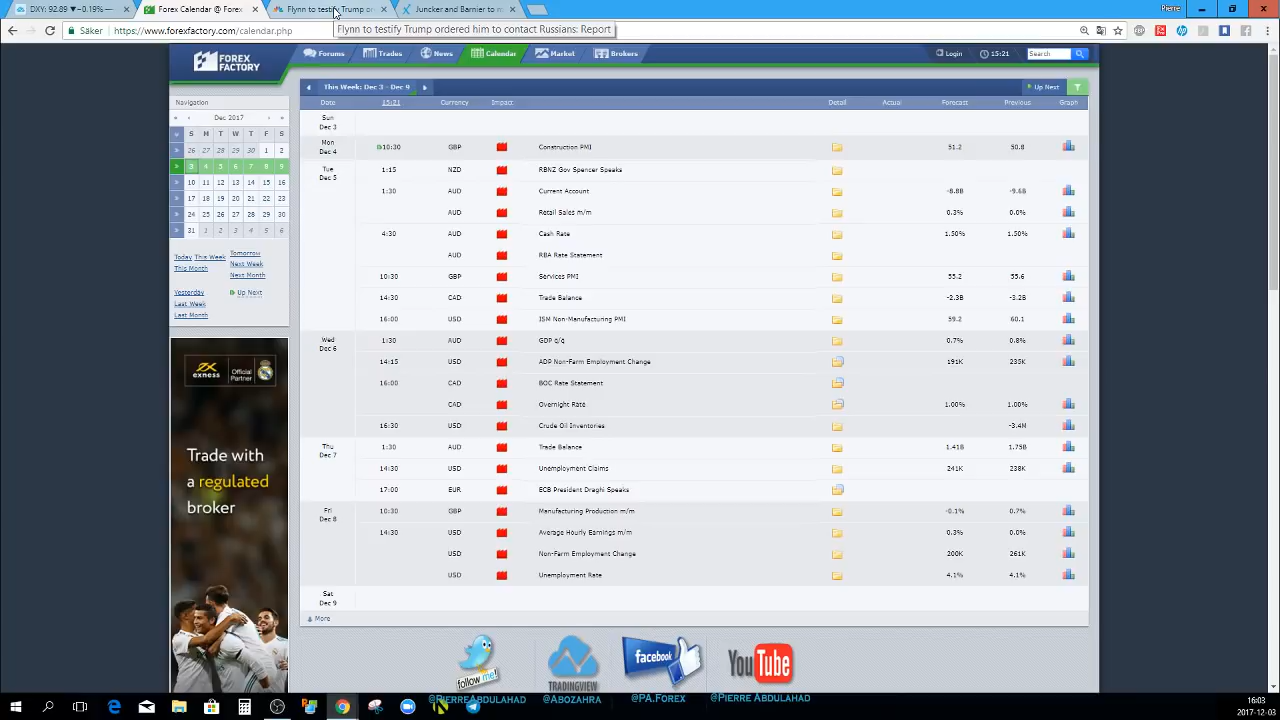 DXY: 92.89 ▼-0.19% —
Forex Calendar @ Forex
Flynn to testify Trump or
Juncker and Barnier to m
Pierre
Säkert
https://www.forexfactory.com/calendar.php
Flynn to testify Trump ordered him to contact Russians: Report
FOREX FACTORY
Forums
Trades
News
Calendar
Market
Brokers
Login
15:21
Search
Navigation
Dec 2017
S M T W T F S
26 27 28 29 30 1 2
3 4 5 6 7 8 9
10 11 12 13 14 15 16
17 18 19 20 21 22 23
24 25 26 27 28 29 30
31 1 2 3 4 5 6
Today This Week This Month
Tomorrow
Next Week
Next Month
Yesterday
Last Week
Last Month
Up Next
exness
Official Partner
Trade with
a regulated
broker
This Week: Dec 3 - Dec 9
Up Next
Date 15:21 Currency Impact Detail Actual Forecast Previous Graph
Sun Dec 3
Mon Dec 4 10:30 GBP Construction PMI 51.2 50.8
Tue Dec 5 1:15 NZD RBNZ Gov Spencer Speaks
1:30 AUD Current Account -8.8B -9.6B
AUD Retail Sales m/m 0.3% 0.0%
4:30 AUD Cash Rate 1.50% 1.50%
AUD RBA Rate Statement
10:30 GBP Services PMI 55.2 55.6
14:30 CAD Trade Balance -2.3B -3.2B
16:00 USD ISM Non-Manufacturing PMI 59.2 60.1
Wed Dec 6 1:30 AUD GDP q/q 0.7% 0.8%
14:15 USD ADP Non-Farm Employment Change 191K 235K
16:00 CAD BOC Rate Statement
CAD Overnight Rate 1.00% 1.00%
16:30 USD Crude Oil Inventories -3.4M
Thu Dec 7 1:30 AUD Trade Balance 1.41B 1.75B
14:30 USD Unemployment Claims 241K 238K
17:00 EUR ECB President Draghi Speaks
Fri Dec 8 10:30 GBP Manufacturing Production m/m -0.1% 0.7%
14:30 USD Average Hourly Earnings m/m 0.3% 0.0%
USD Non-Farm Employment Change 200K 261K
USD Unemployment Rate 4.1% 4.1%
Sat Dec 9
More
follow me!
TRADINGVIEW
facebook
YouTube
@PIERREABDULAHAD
@ABOZAHRA
@PA.FOREX
@PIERRE ABDULAHAD
16:03
2017-12-03